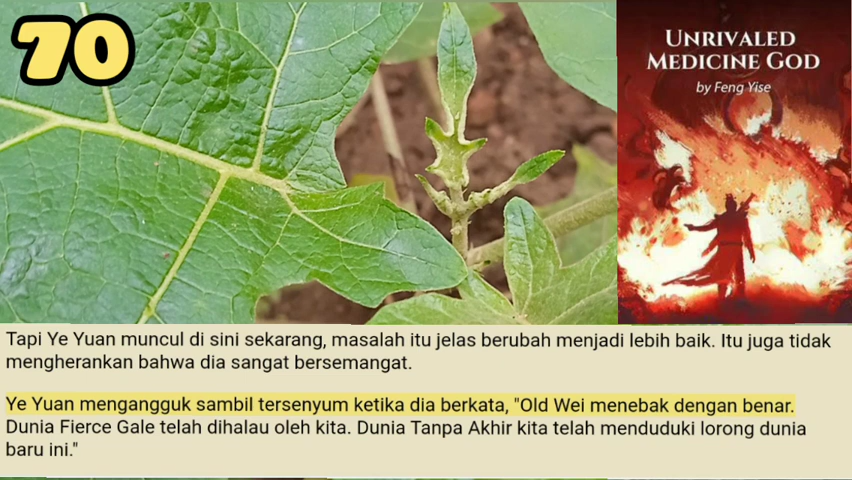 70
UNRIVALED
MEDICINE GOD
by Feng Yise
Tapi Ye Yuan muncul di sini sekarang, masalah itu jelas berubah menjadi lebih baik. Itu juga tidak
mengherankan bahwa dia sangat bersemangat.
Ye Yuan mengangguk sambil tersenyum ketika dia berkata, "Old Wei menebak dengan benar.
Dunia Fierce Gale telah dihalau oleh kita. Dunia Tanpa Akhir kita telah menduduki lorong dunia
baru ini."